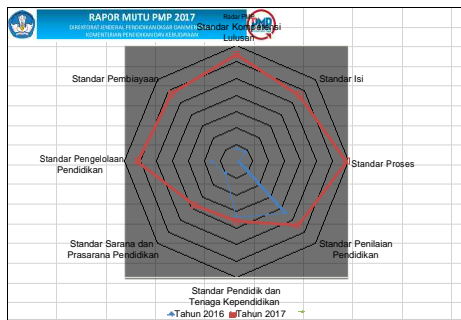 RAPOR MUTU PMP 2017
DIREKTORAT JENDERAL PENDIDIKAN DASAR DAN
KEMENTERIAN PENDIDIKAN DAN KEBUDAYAAN
Radar PMP
PMP
Standar Kompetensi
Lulusan
Standar Pembiayaan
Standar Isi
Standar Pengelolaan
Pendidikan
Standar Proses
Standar Sarana dan
Prasarana Pendidikan
Standar Penilaian
Pendidikan
Standar Pendidik dan
Tenaga Kependidikan
Tahun 2016
Tahun 2017